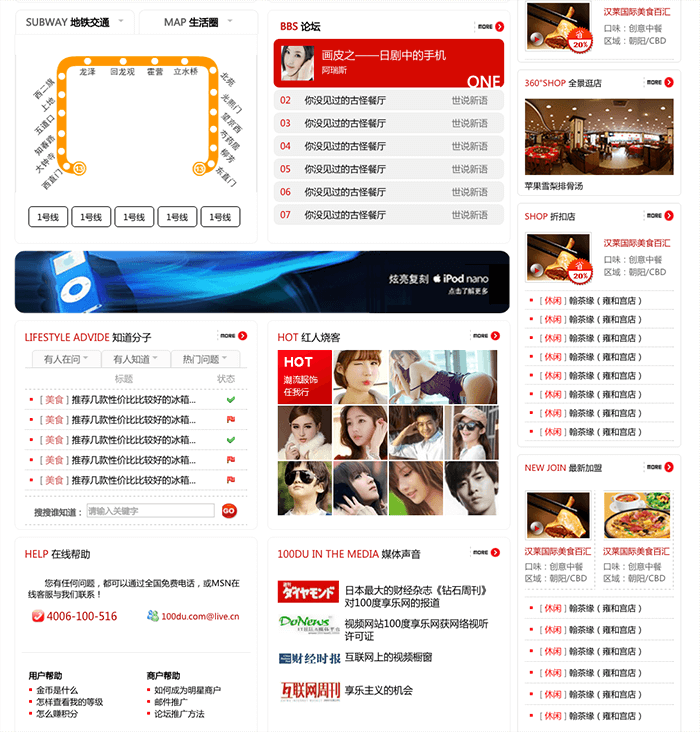 SUBWAY 地铁交通
MAP 生活圈
龙泽
回龙观
霍营
立水桥
西二旗
上地
五道口
知春路
大钟寺
西直门
北苑
光熙门
望京西
芍药居
柳芳
东直门
13
13
1号线
1号线
1号线
1号线
1号线
BBS 论坛
MORE
画皮之——日剧中的手机
阿瑞斯
ONE.
02 你没见过的古怪餐厅 世说新语
03 你没见过的古怪餐厅 世说新语
04 你没见过的古怪餐厅 世说新语
05 你没见过的古怪餐厅 世说新语
06 你没见过的古怪餐厅 世说新语
07 你没见过的古怪餐厅 世说新语
炫亮复刻 iPod nano
点击了解更多
LIFESTYLE ADVIDE 知道分子
MORE
有人在问
有人知道
热门问题
标题 状态
[ 美食 ] 推荐几款性价比比较好的冰箱...
[ 美食 ] 推荐几款性价比比较好的冰箱...
[ 美食 ] 推荐几款性价比比较好的冰箱...
[ 美食 ] 推荐几款性价比比较好的冰箱...
搜搜谁知道：
请输入关键字
GO
HOT 红人烧客
MORE
HOT
潮流服饰
在我行
HELP 在线帮助
您有任何问题，都可以通过全国免费电话，或MSN在
线客服与我们联系！
4006-100-516
100du.com@live.cn
用户帮助
金币是什么
怎样查看我的等级
怎么赚积分
商户帮助
如何成为明星商户
邮件推广
论坛推广方法
100DU IN THE MEDIA 媒体声音
MORE
週刊
ダイヤモンド
日本最大的财经杂志《钻石周刊》
对100度享乐网的报道
DoNews
视频网站100度享乐网获网络视听
许可证
财经时报
互联网上的视频橱窗
互联网周刊
享乐主义的机会
汉莱国际美食百汇
口味：创意中餐
区域：朝阳/CBD
省
20%
360°SHOP 全景逛店
MORE
苹果雪梨排骨汤
SHOP 折扣店
MORE
汉莱国际美食百汇
口味：创意中餐
区域：朝阳/CBD
省
20%
[ 休闲 ] 翰茶缘（雍和宫店）
[ 休闲 ] 翰茶缘（雍和宫店）
[ 休闲 ] 翰茶缘（雍和宫店）
[ 休闲 ] 翰茶缘（雍和宫店）
[ 休闲 ] 翰茶缘（雍和宫店）
[ 休闲 ] 翰茶缘（雍和宫店）
[ 休闲 ] 翰茶缘（雍和宫店）
[ 休闲 ] 翰茶缘（雍和宫店）
NEW JOIN 最新加盟
MORE
汉莱国际美食百汇
口味：创意中餐
区域：朝阳/CBD
汉莱国际美食百汇
口味：创意中餐
区域：朝阳/CBD
[ 休闲 ] 翰茶缘（雍和宫店）
[ 休闲 ] 翰茶缘（雍和宫店）
[ 休闲 ] 翰茶缘（雍和宫店）
[ 休闲 ] 翰茶缘（雍和宫店）
[ 休闲 ] 翰茶缘（雍和宫店）
[ 休闲 ] 翰茶缘（雍和宫店）